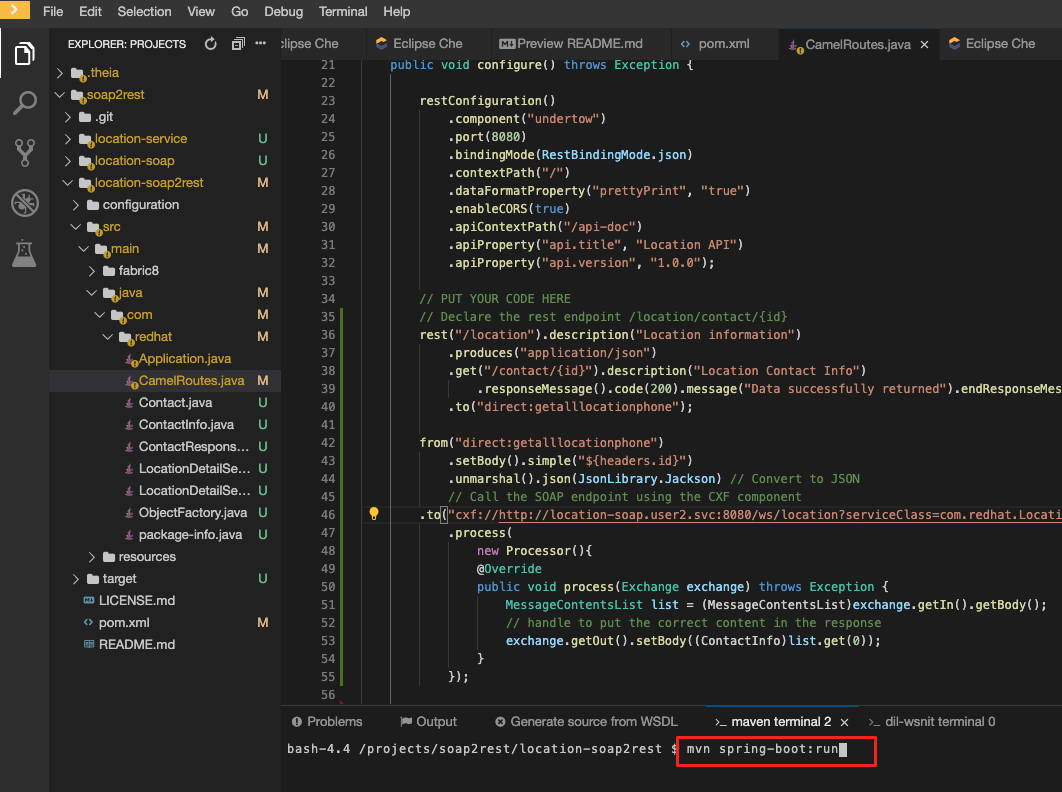 File Edit Selection View Go Debug Terminal Help
EXPLORER: PROJECTS
.theia
soap2rest M
.git
location-service U
location-soap U
location-soap2rest M
configuration
src M
main M
fabric8
java M
com M
redhat M
Application.java
CamelRoutes.java M
Contact.java U
ContactInfo.java U
ContactRespons... U
LocationDetailSe... U
LocationDetailSe... U
ObjectFactory.java U
package-info.java U
resources
target U
LICENSE.md
pom.xml M
README.md
clipse Che Eclipse Che Preview README.md pom.xml CamelRoutes.java × Eclipse Che
21 public void configure() throws Exception {
22
23 restConfiguration()
24 .component("undertow")
25 .port(8080)
26 .bindingMode(RestBindingMode.json)
27 .contextPath("/")
28 .dataFormatProperty("prettyPrint", "true")
29 .enableCORS(true)
30 .apiContextPath("/api-doc")
31 .apiProperty("api.title", "Location API")
32 .apiProperty("api.version", "1.0.0");
33
34 // PUT YOUR CODE HERE
35 // Declare the rest endpoint /location/contact/{id}
36 rest("/location").description("Location information")
37 .produces("application/json")
38 .get("/contact/{id}").description("Location Contact Info")
39 .responseMessage().code(200).message("Data successfully returned").endResponseMes
40 .to("direct:getalllocationphone");
41
42 from("direct:getalllocationphone")
43 .setBody().simple("${headers.id}")
44 .unmarshal().json(JsonLibrary.Jackson) // Convert to JSON
45 // Call the SOAP endpoint using the CXF component
46 .to("cxf://http://location-soap.user2.svc:8080/ws/location?serviceClass=com.redhat.Locati
47 .process(
48 new Processor(){
49 @Override
50 public void process(Exchange exchange) throws Exception {
51 MessageContentsList list = (MessageContentsList)exchange.getIn().getBody();
52 // handle to put the correct content in the response
53 exchange.getOut().setBody((ContactInfo)list.get(0));
54 }
55 });
56
Problems Output Generate source from WSDL >_ maven terminal 2 × >_ dil-wsnit terminal 0
bash-4.4 /projects/soap2rest/location-soap2rest $ mvn spring-boot:run